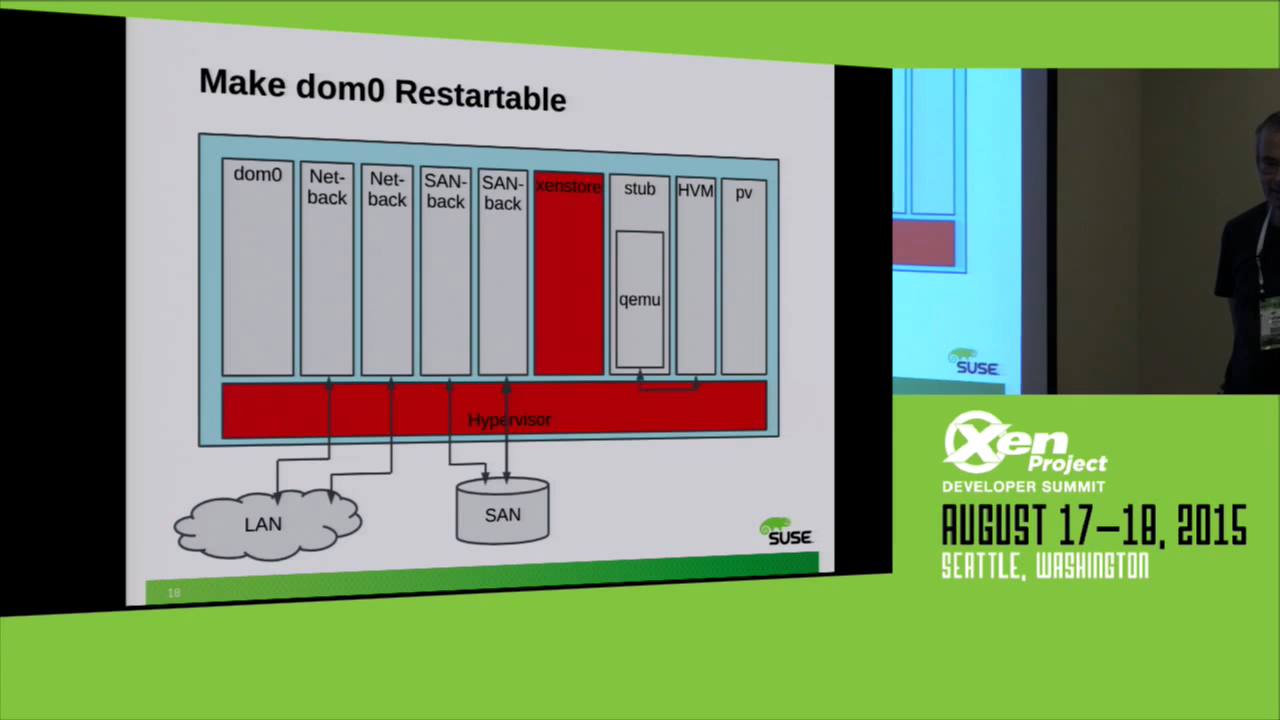 Make dom0 Restartable
dom0
Net-
back
Net-
back
SAN-
back
SAN-
back
xenstore
stub
HVM
pv
qemu
Hypervisor
LAN
SAN
SUSE
18
SUSE
Xen
Project
DEVELOPER SUMMIT
AUGUST 17–18, 2015
SEATTLE, WASHINGTON